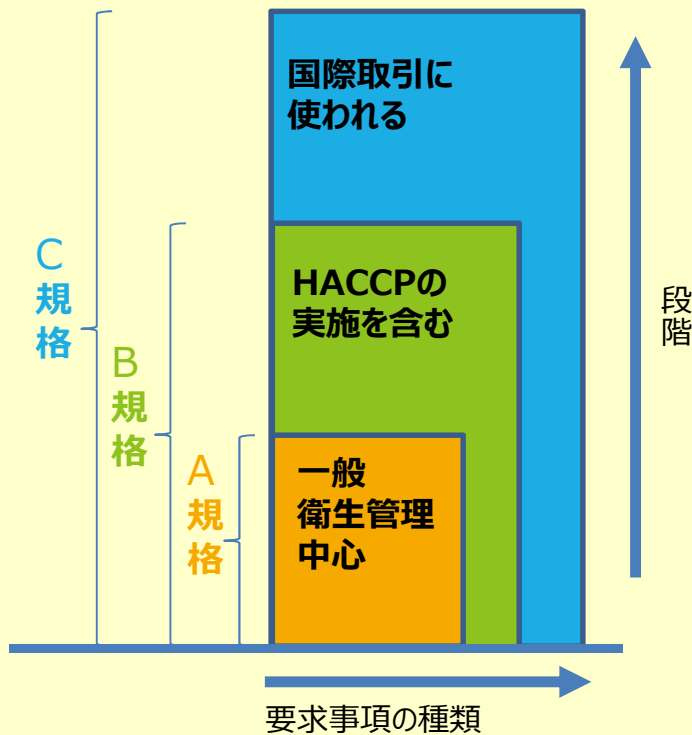 国際取引に
使われる
C
規
格
HACCPの
実施を含む
段
階
B
規
格
A
規
格
一般
衛生管理
中心
要求事項の種類